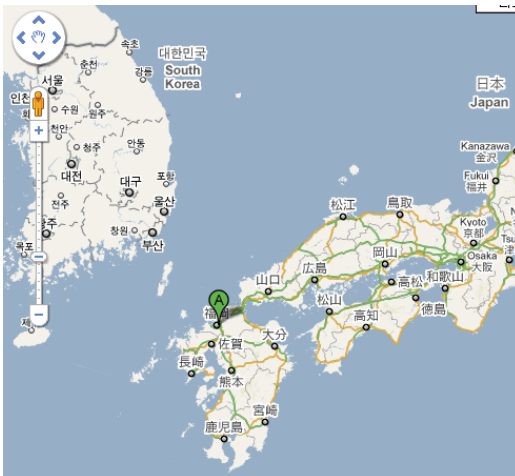 속초
대한민국
South
Korea
춘천
서울
강릉
인천
수원
원주
천안
청주
안동
대전
대구
포항
전주
울산
창원
부산
목포
日本
Japan
Kanazawa
金沢
Fukui
福井
Kyoto
京都
Osaka
大阪
松江
鳥取
岡山
広島
山口
高松
和歌山
徳島
松山
高知
A
福岡
佐賀
大分
長崎
熊本
宮崎
鹿児島